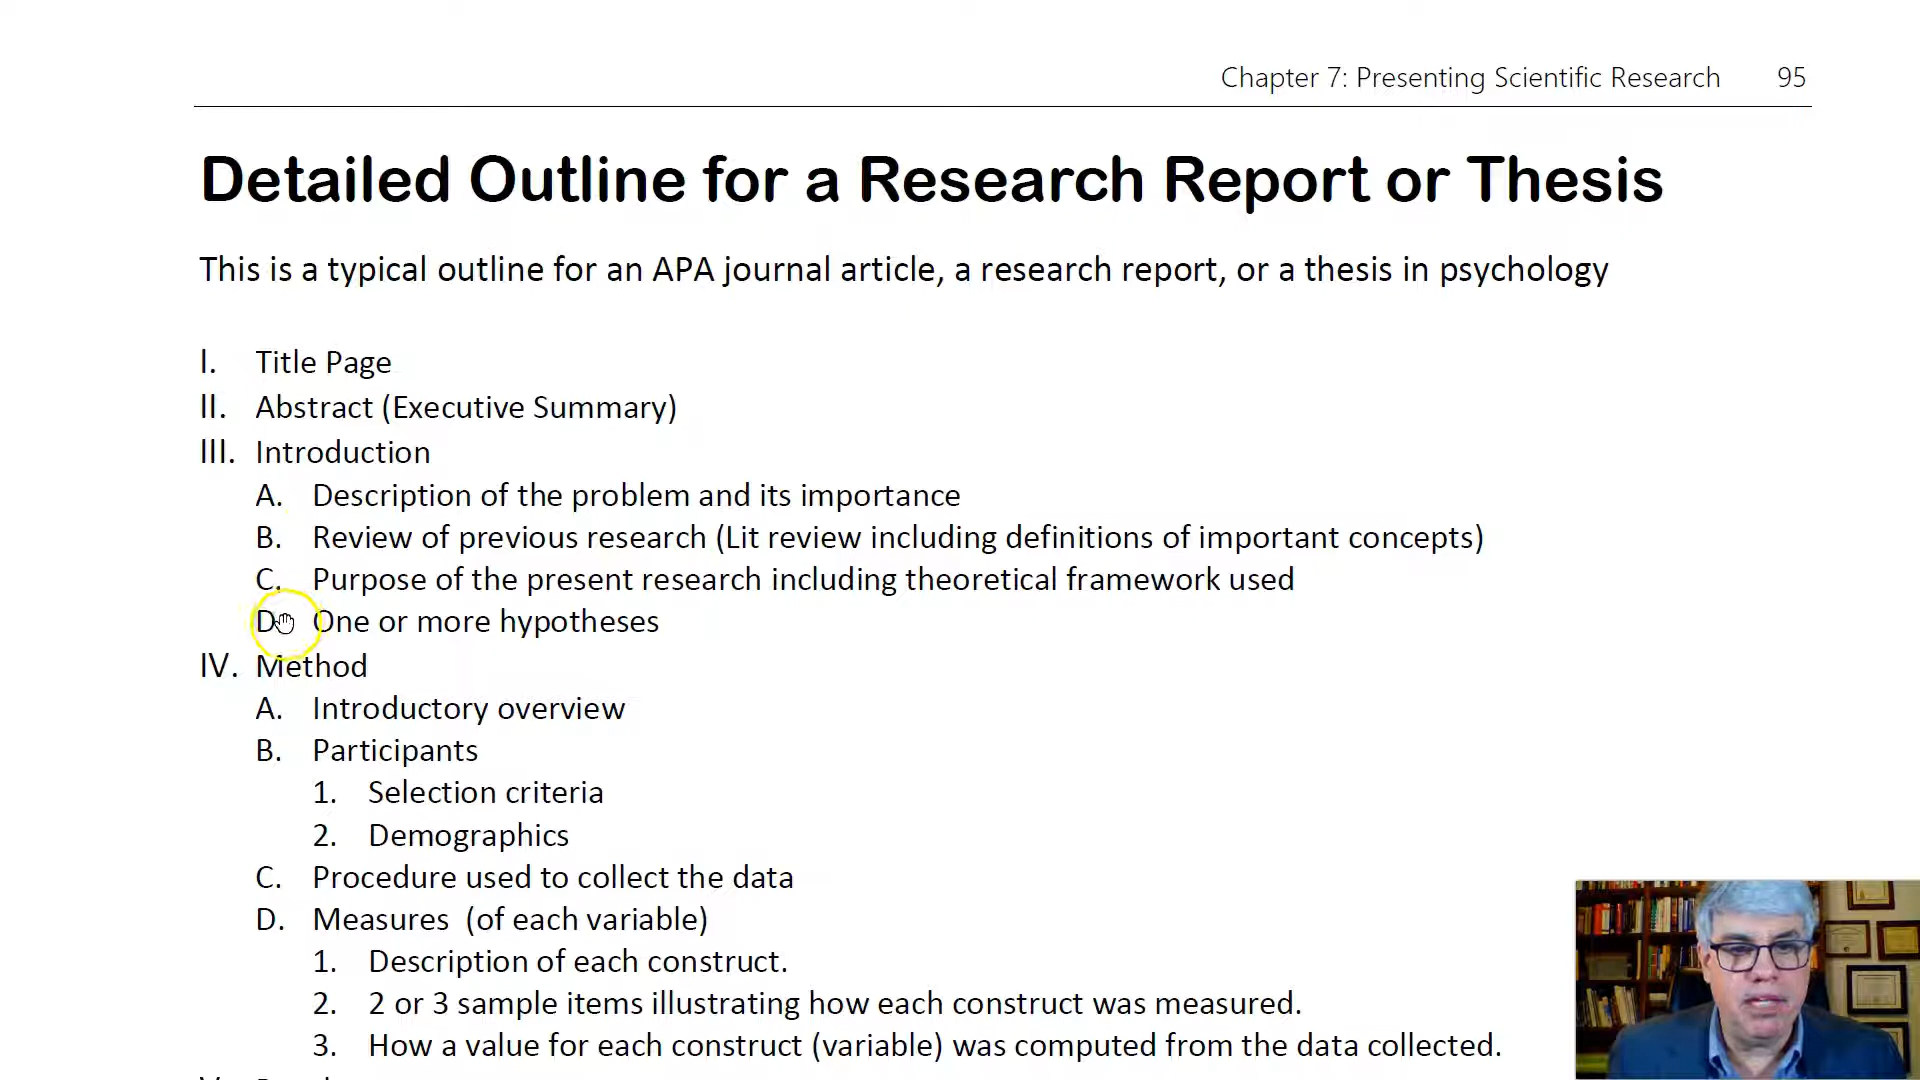 Chapter 7: Presenting Scientific Research 95
Detailed Outline for a Research Report or Thesis
This is a typical outline for an APA journal article, a research report, or a thesis in psychology
I. Title Page
II. Abstract (Executive Summary)
III. Introduction
A. Description of the problem and its importance
B. Review of previous research (Lit review including definitions of important concepts)
C. Purpose of the present research including theoretical framework used
D. One or more hypotheses
IV. Method
A. Introductory overview
B. Participants
1. Selection criteria
2. Demographics
C. Procedure used to collect the data
D. Measures (of each variable)
1. Description of each construct.
2. 2 or 3 sample items illustrating how each construct was measured.
3. How a value for each construct (variable) was computed from the data collected.